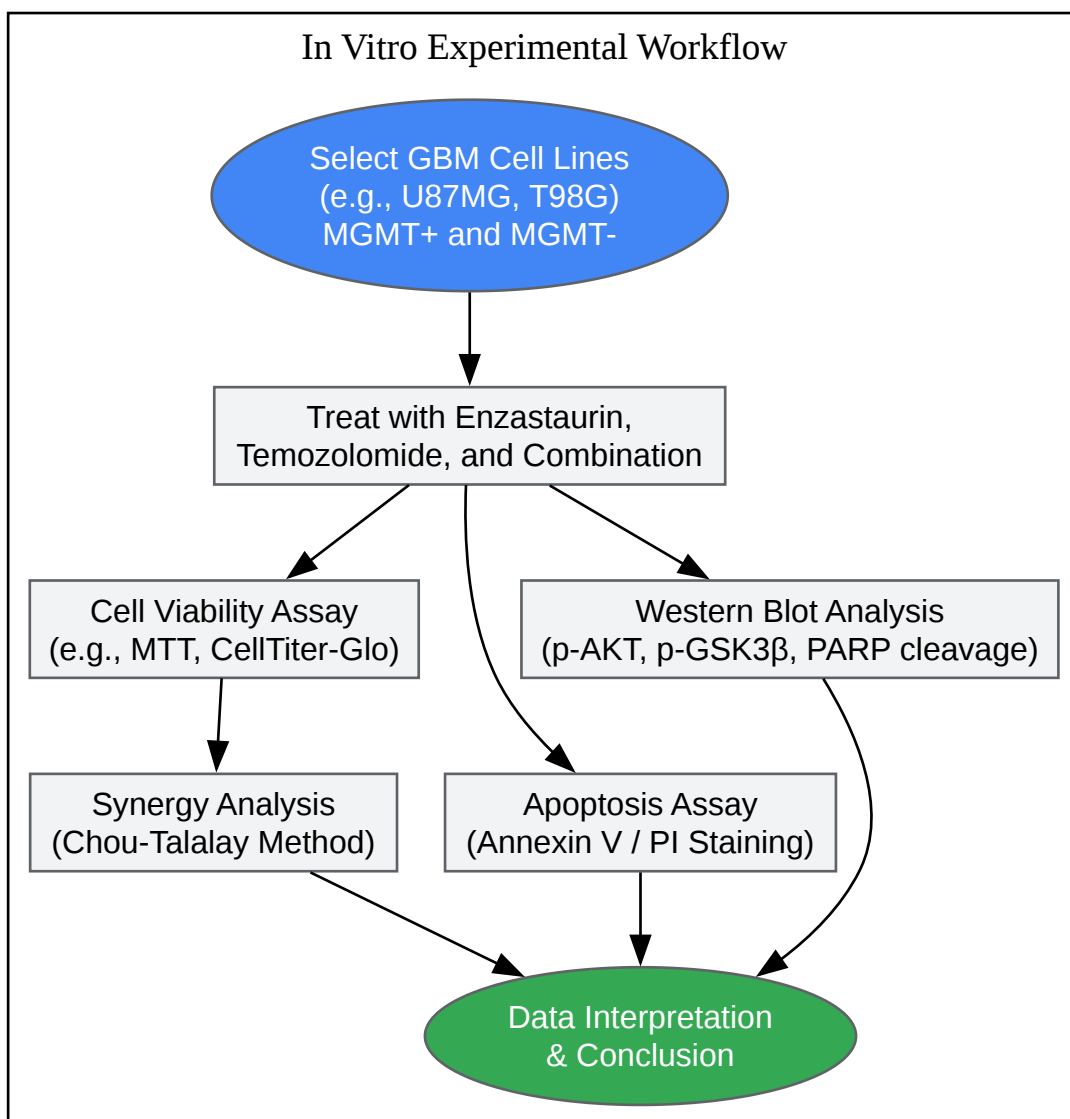 In Vitro Experimental Workflow
Select GBM Cell Lines
(e.g., U87MG, T98G)
MGMT+ and MGMT-
Treat with Enzastaurin,
Temozolomide, and Combination
Cell Viability Assay
(e.g., MTT, CellTiter-Glo)
Western Blot Analysis
(p-AKT, p-GSK3β, PARP cleavage)
Synergy Analysis
(Chou-Talalay Method)
Apoptosis Assay
(Annexin V / PI Staining)
Data Interpretation
& Conclusion